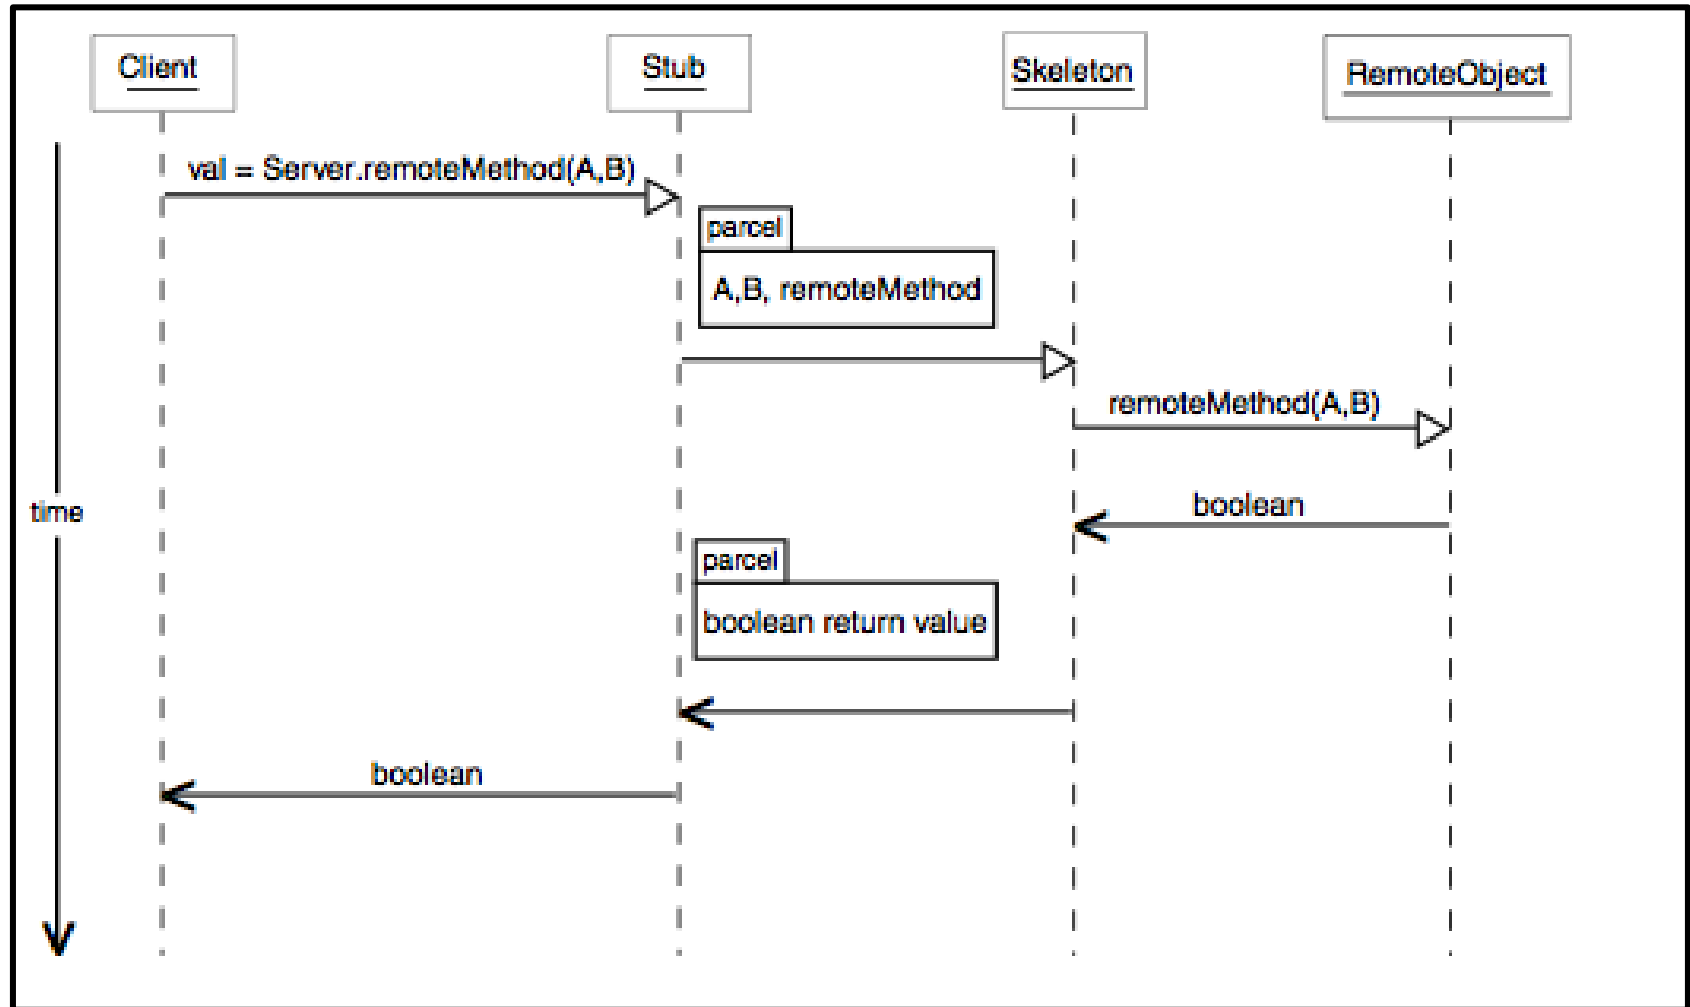 Client
Stub
Skeleton
RemoteObject
val = Server.remoteMethod(A,B)
parcel
A,B, remoteMethod
remoteMethod(A,B)
time
boolean
parcel
boolean return value
boolean